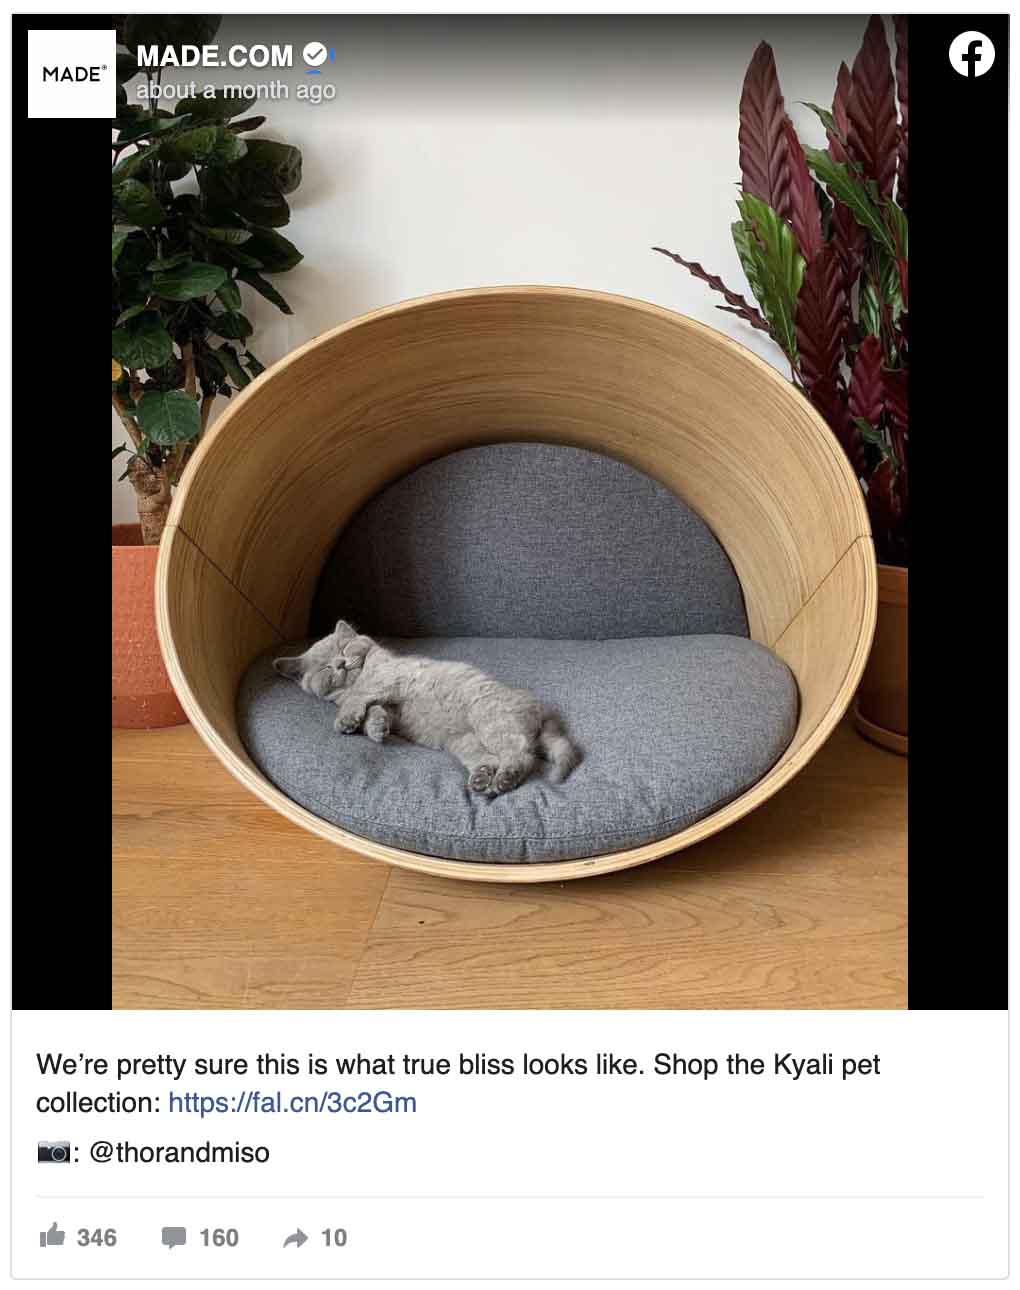 MADE®
MADE.COM
about a month ago
We’re pretty sure this is what true bliss looks like. Shop the Kyali pet
collection: https://fal.cn/3c2Gm
📷: @thorandmiso
346 160 10